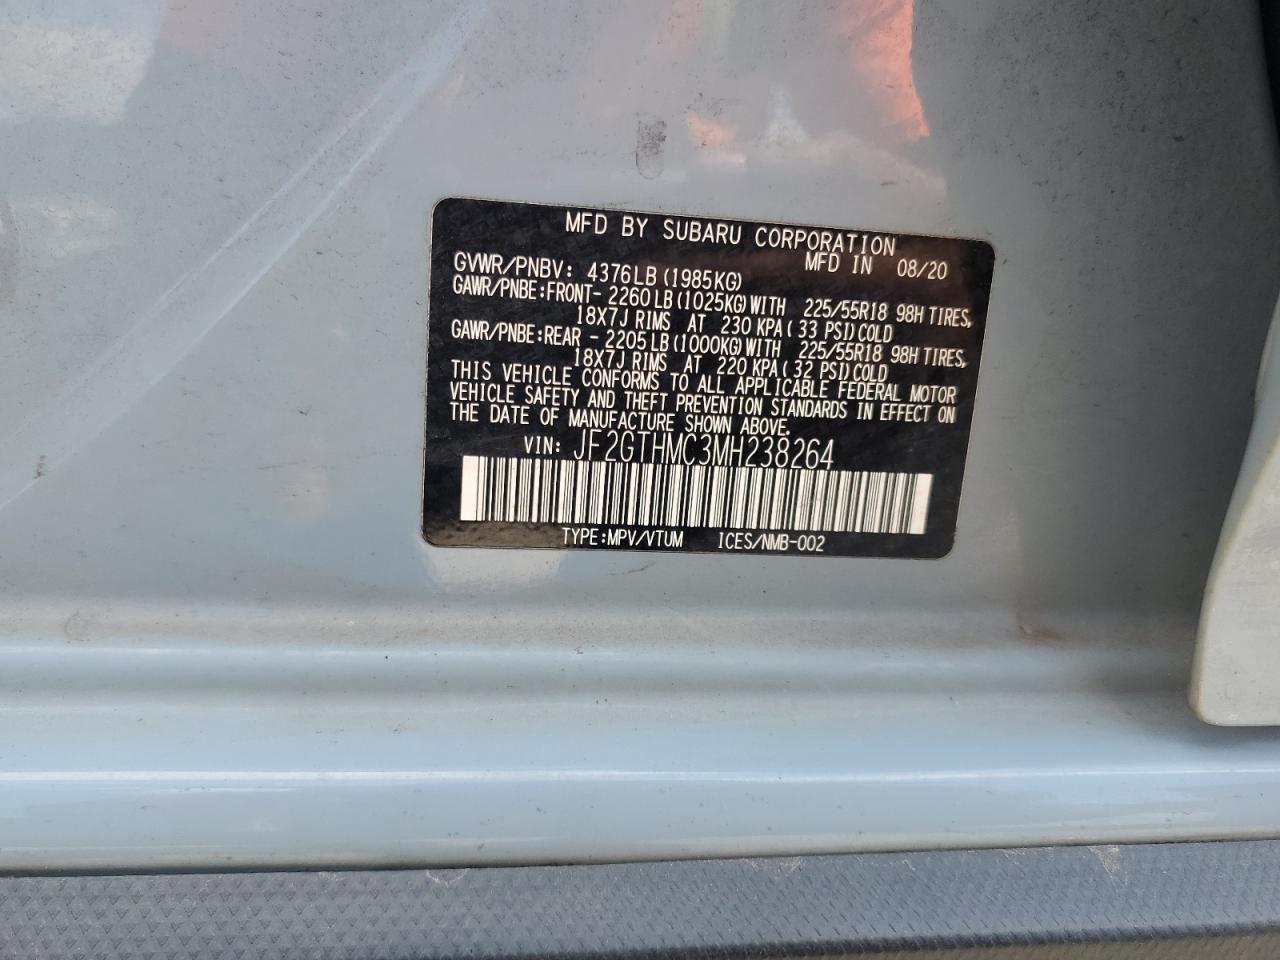 MFD BY SUBARU CORPORATION
MFD IN 08/20
GVWR/PNBV: 4376LB(1985KG)
GAWR/PNBE:FRONT- 2260LB(1025KG)WITH 225/55R18 98H TIRES,
18X7J RIMS AT 230 KPA( 33 PSI)COLD
GAWR/PNBE:REAR - 2205LB(1000KG)WITH 225/55R18 98H TIRES,
18X7J RIMS AT 220 KPA( 32 PSI)COLD
THIS VEHICLE CONFORMS TO ALL APPLICABLE FEDERAL MOTOR
VEHICLE SAFETY AND THEFT PREVENTION STANDARDS IN EFFECT ON
THE DATE OF MANUFACTURE SHOWN ABOVE.
VIN: JF2GTHMC3MH238264
TYPE:MPV/VTUM ICES/NMB-002